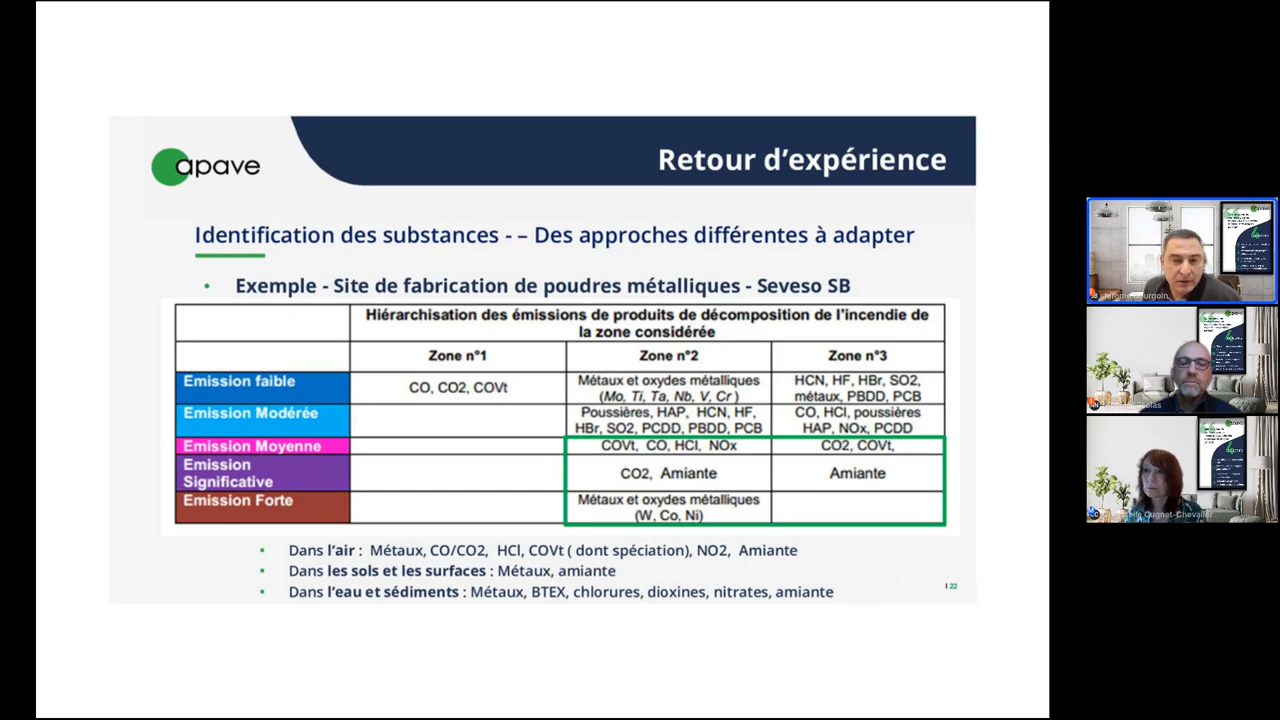 apave
Retour d'expérience
Identification des substances - – Des approches différentes à adapter
• Exemple - Site de fabrication de poudres métalliques - Seveso SB
Hiérarchisation des émissions de produits de décomposition de l'incendie de
la zone considérée
Zone n°1 Zone n°2 Zone n°3
Emission faible CO, CO2, COVt Métaux et oxydes métalliques HCN, HF, HBr, SO2,
(Mo, Ti, Ta, Nb, V, Cr ) métaux, PBDD, PCB
Emission Modérée Poussières, HAP, HCN, HF, CO, HCl, poussières
HBr, SO2, PCDD, PBDD, PCB HAP, NOx, PCDD
Emission Moyenne COVt, CO, HCl, NOx CO2, COVt,
Emission
Significative CO2, Amiante Amiante
Emission Forte Métaux et oxydes métalliques
(W, Co, Ni)
• Dans l'air : Métaux, CO/CO2, HCl, COVt ( dont spéciation), NO2, Amiante
• Dans les sols et les surfaces : Métaux, amiante
• Dans l'eau et sédiments : Métaux, BTEX, chlorures, dioxines, nitrates, amiante
| 22
Bourgoin
Cugnot-Chevalier